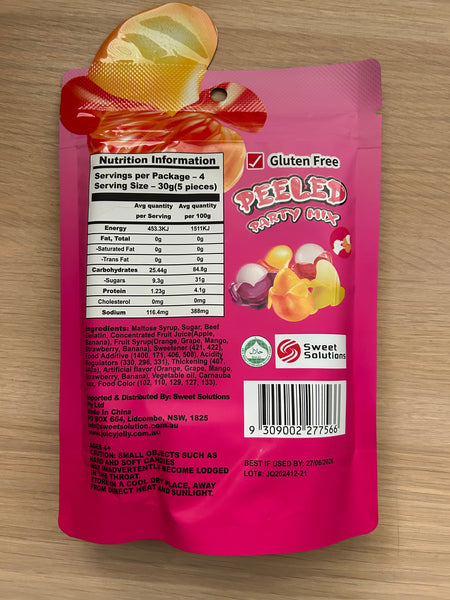 Gluten Free
PEELED
PARTY MIX
Nutrition Information
Servings per Package – 4
Serving Size – 30g(5 pieces)
Avg quantity per Serving Avg quantity per 100g
Energy 453.3KJ 1511KJ
Fat, Total 0g 0g
-Saturated Fat 0g 0g
-Trans Fat 0g 0g
Carbohydrates 25.44g 84.8g
-Sugars 9.3g 31g
Protein 1.23g 4.1g
Cholesterol 0mg 0mg
Sodium 116.4mg 388mg
Ingredients: Maltose Syrup, Sugar, Beef
Gelatin, Concentrated Fruit Juice(Apple,
Banana), Fruit Syrup(Orange, Grape, Mango,
Strawberry, Banana), Sweetener (421, 422),
Food Additive (1400, 171, 406, 508), Acidity
Regulators (330, 296, 331), Thickening (407,
Artificial flavor (Orange, Grape, Mango,
Strawberry, Banana), Vegetable oil, Carnauba
Food Color (102, 110, 129, 127, 133).
Imported & Distributed By: Sweet Solutions
Pty Ltd
Made In China
PO BOX 664, Lidcombe, NSW, 1825
info@sweetsolution.com.au
www.juicyjelly.com.au
AGES 4+
CAUTION: SMALL OBJECTS SUCH AS
HARD AND SOFT CANDIES
MAY INADVERTENTLY BECOME LODGED
IN THE THROAT.
STORE IN A COOL DRY PLACE, AWAY
FROM DIRECT HEAT AND SUNLIGHT.
حلال
Sweet
Solutions
9 309002 277566
BEST IF USED BY: 27/06/2026
LOT#: JQ202412-21